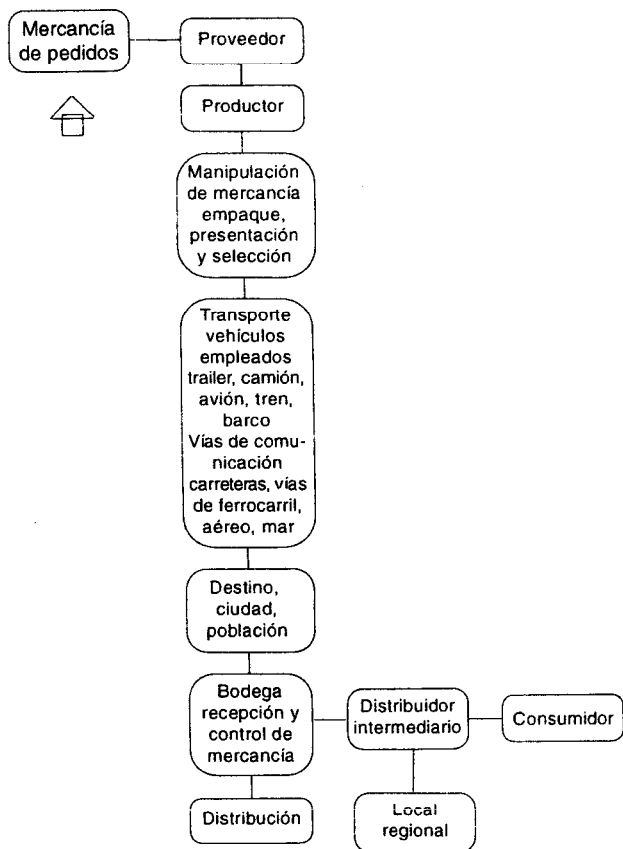 Mercancía
de pedidos
Proveedor
Productor
Manipulación
de mercancía
empaque,
presentación
y selección
Transporte
vehículos
empleados
trailer, camión,
avión, tren,
barco
Vías de comu-
nicación
carreteras, vías
de ferrocarril,
aéreo, mar
Destino,
ciudad,
población
Bodega
recepción y
control de
mercancía
Distribuidor
intermediario
Consumidor
Distribución
Local
regional